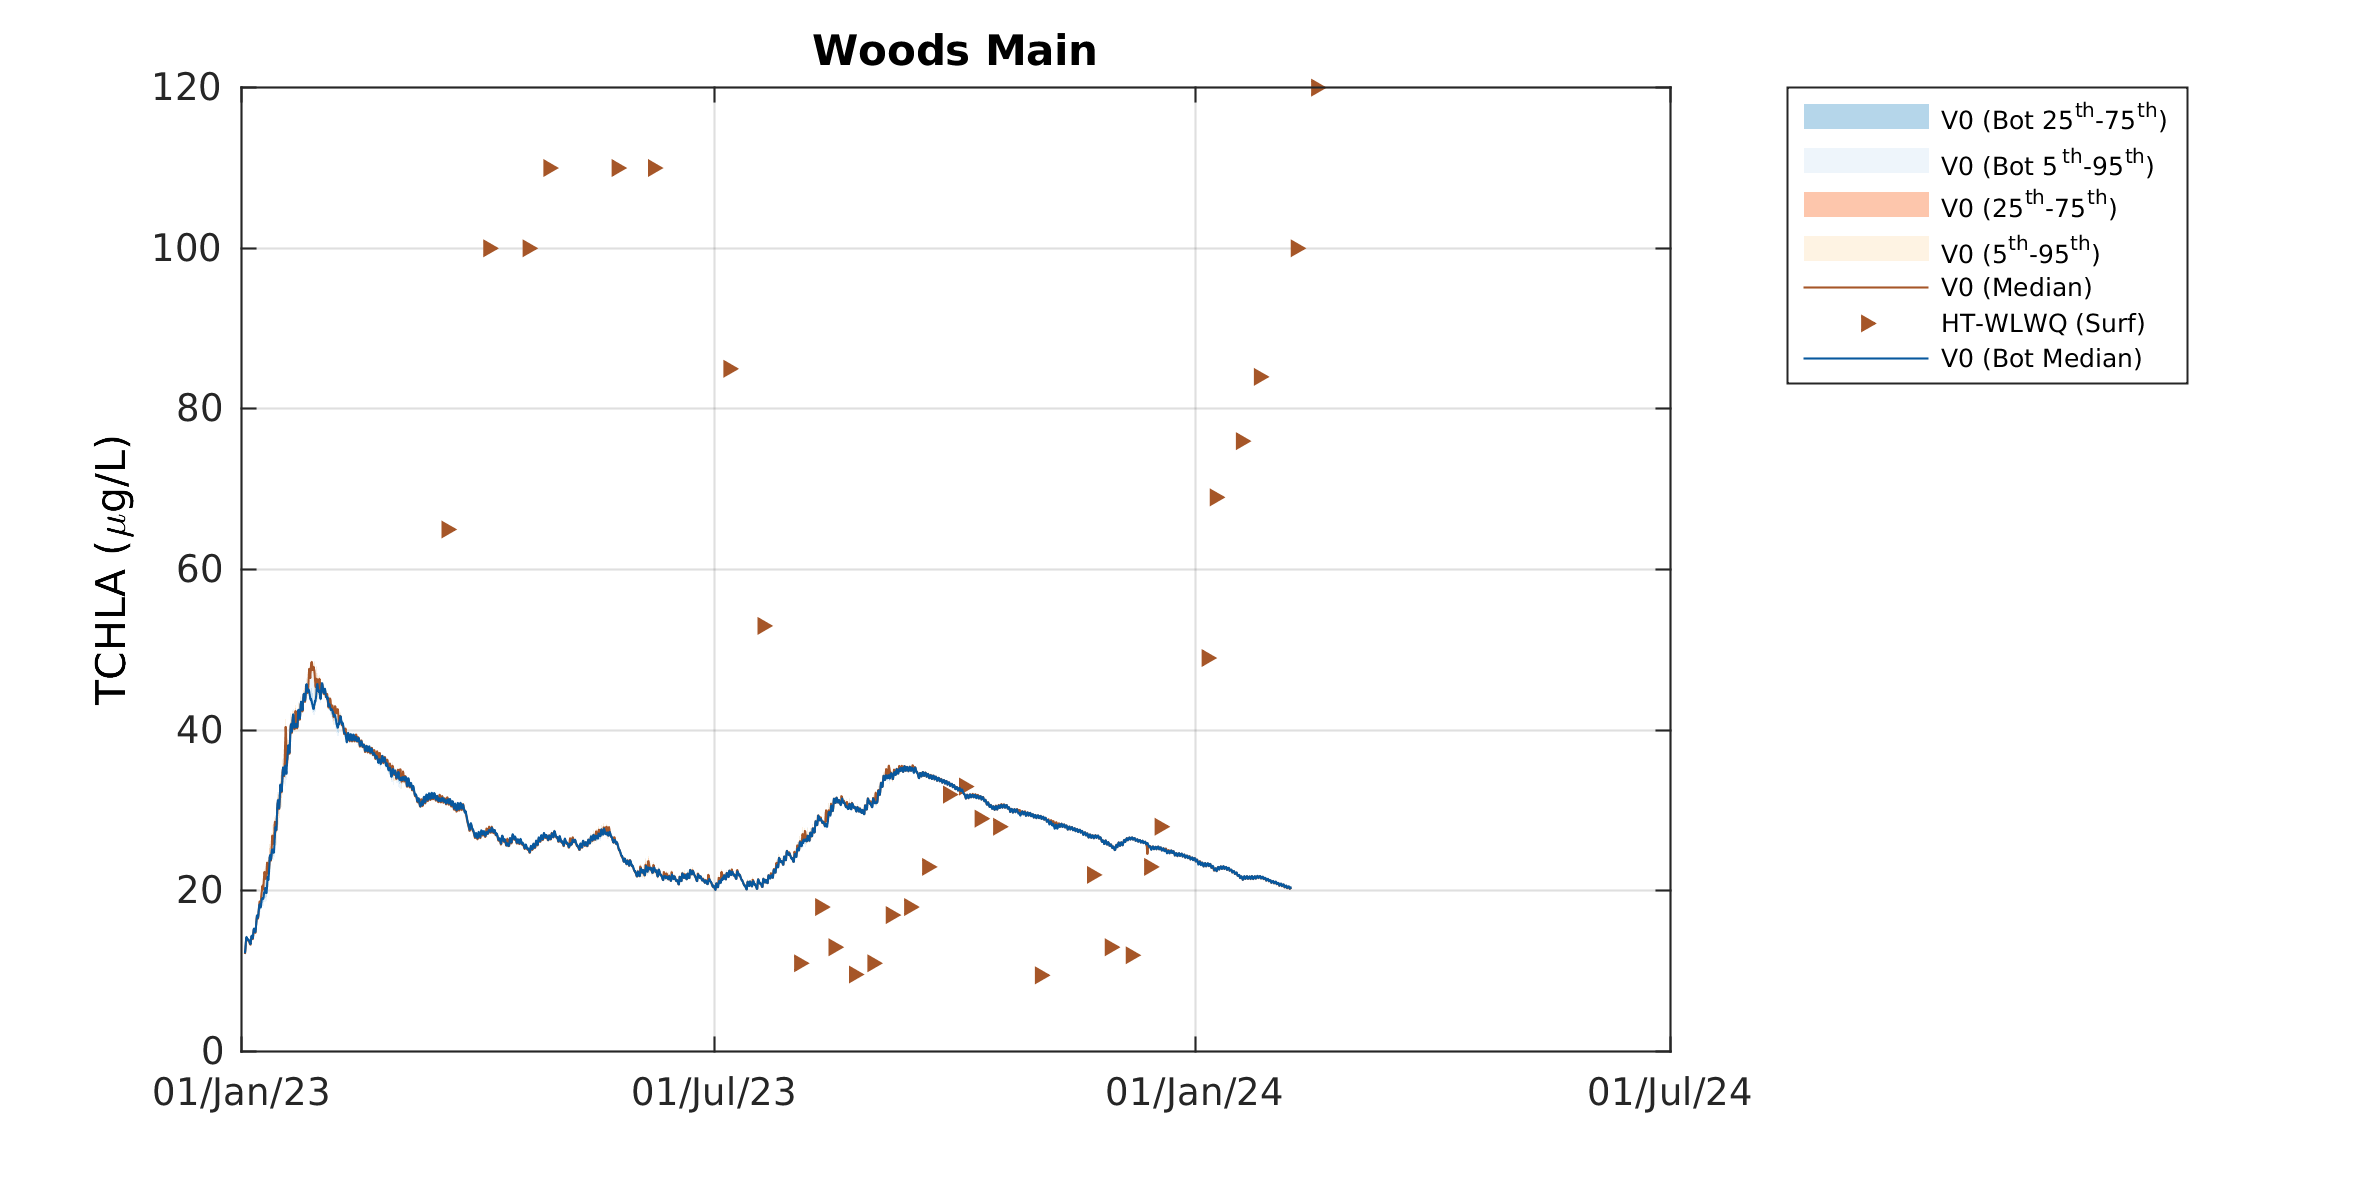 Woods Main
120
100
80
60
40
20
0
TCHLA (μg/L)
01/Jan/23
01/Jul/23
01/Jan/24
01/Jul/24
V0 (Bot 25th-75th)
V0 (Bot 5th-95th)
V0 (25th-75th)
V0 (5th-95th)
V0 (Median)
HT-WLWQ (Surf)
V0 (Bot Median)